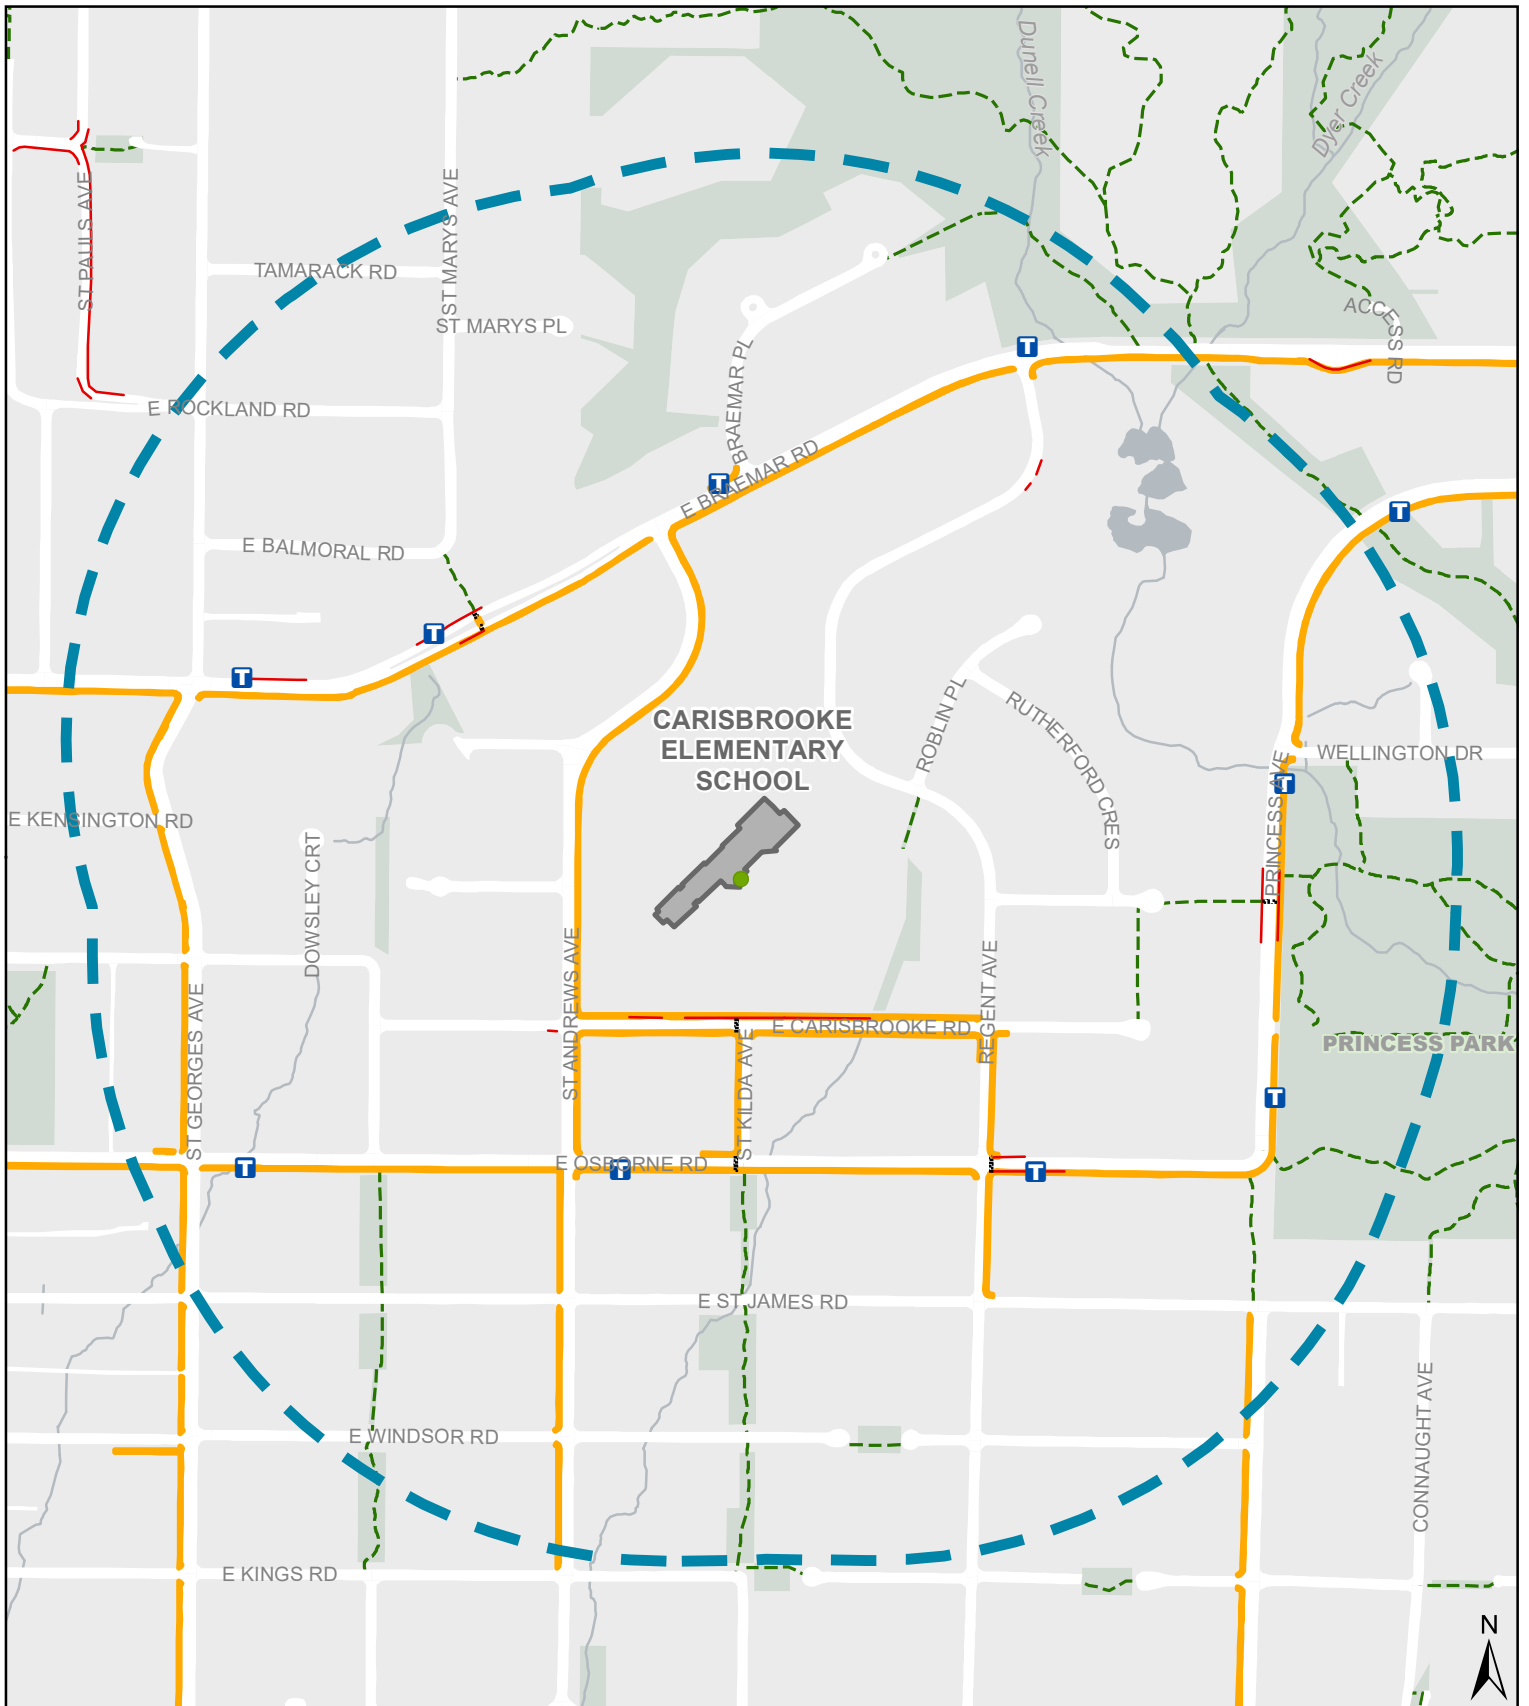 Dunell Creek
Dyer Creek
ST PAULS AVE
ST MARYS AVE
TAMARACK RD
ST MARYS PL
ACCESS RD
BRAEMAR PL
E ROCKLAND RD
T
E BRAEMAR RD
T
T
E BALMORAL RD
T
T
ROBLIN PL
RUTHERFORD CRES
CARISBROOKE
ELEMENTARY
SCHOOL
WELLINGTON DR
PRINCESS AVE
T
E KENSINGTON RD
DOWSLEY CRT
ST ANDREWS AVE
REGENT AVE
ST GEORGES AVE
E CARISBROOKE RD
ST KILDA AVE
PRINCESS PARK
T
E OSBORNE RD
T
T
T
E ST JAMES RD
E WINDSOR RD
CONNAUGHT AVE
E KINGS RD
N